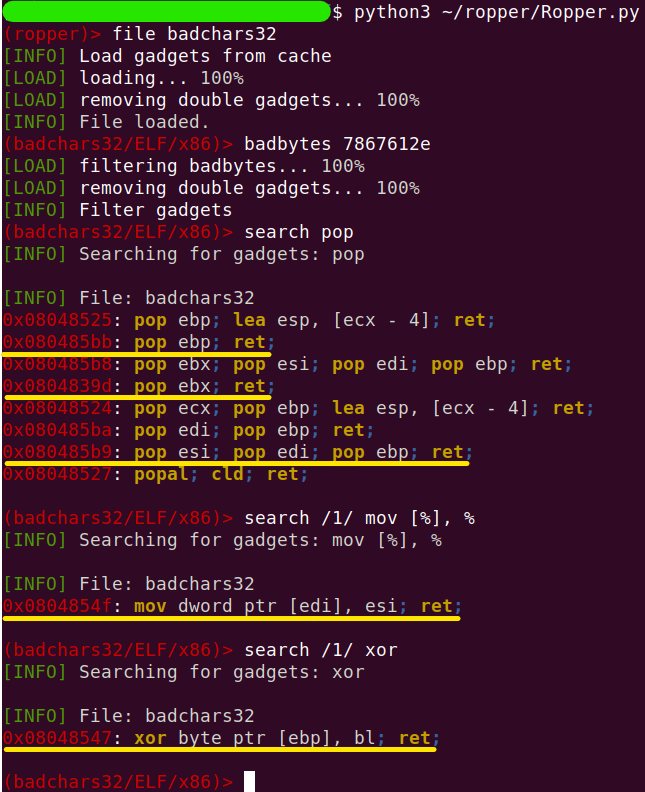 $ python3 ~/ropper/Ropper.py
(ropper)> file badchars32
[INFO] Load gadgets from cache
[LOAD] loading... 100%
[LOAD] removing double gadgets... 100%
[INFO] File loaded.
(badchars32/ELF/x86)> badbytes 7867612e
[LOAD] filtering badbytes... 100%
[LOAD] removing double gadgets... 100%
[INFO] Filter gadgets
(badchars32/ELF/x86)> search pop
[INFO] Searching for gadgets: pop
[INFO] File: badchars32
0x08048525: pop ebp; lea esp, [ecx - 4]; ret;
0x080485bb: pop ebp; ret;
0x080485b8: pop ebx; pop esi; pop edi; pop ebp; ret;
0x0804839d: pop ebx; ret;
0x08048524: pop ecx; pop ebp; lea esp, [ecx - 4]; ret;
0x080485ba: pop edi; pop ebp; ret;
0x080485b9: pop esi; pop edi; pop ebp; ret;
0x08048527: popal; cld; ret;
(badchars32/ELF/x86)> search /1/ mov [%], %
[INFO] Searching for gadgets: mov [%], %
[INFO] File: badchars32
0x0804854f: mov dword ptr [edi], esi; ret;
(badchars32/ELF/x86)> search /1/ xor
[INFO] Searching for gadgets: xor
[INFO] File: badchars32
0x08048547: xor byte ptr [ebp], bl; ret;
(badchars32/ELF/x86)>